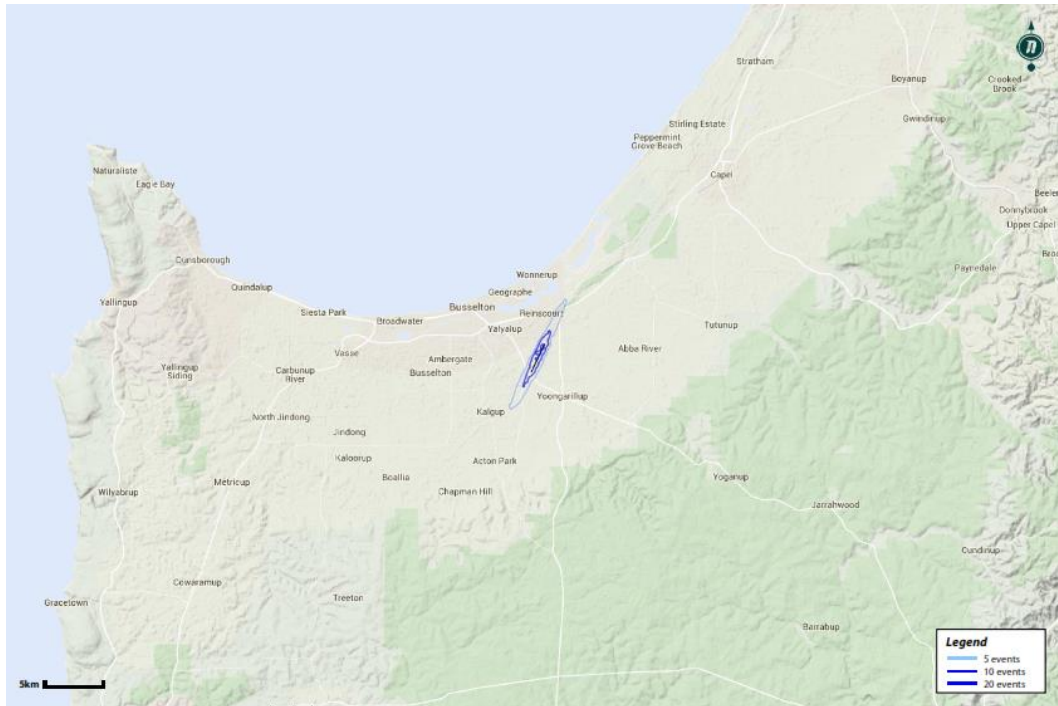 Stratham
Boyanup
Crooked
Brook
Gwindinup
Stirling Estate
Peppermint
Grove Beach
Naturaliste
Eagle Bay
Capel
Donnybrook
Upper Capel
Dunsborough
Paynedale
Wonnerup
Quindalup
Geographe
Yallingup
Busselton
Siesta Park
Reinscourt
Broadwater
Yalyalup
Tutunup
Vasse
Abba River
Ambergate
Yallingup
Siding
Carbunup
River
Busselton
Yoongarillup
Kalgup
North Jindong
Jindong
Kaloorup
Acton Park
Boallia
Yoganup
Metricup
Wilyabrup
Chapman Hill
Jarrahwood
Cundinup
Cowaramup
Treeton
Gracetown
Barrabup
Legend
5 events
10 events
20 events
5km